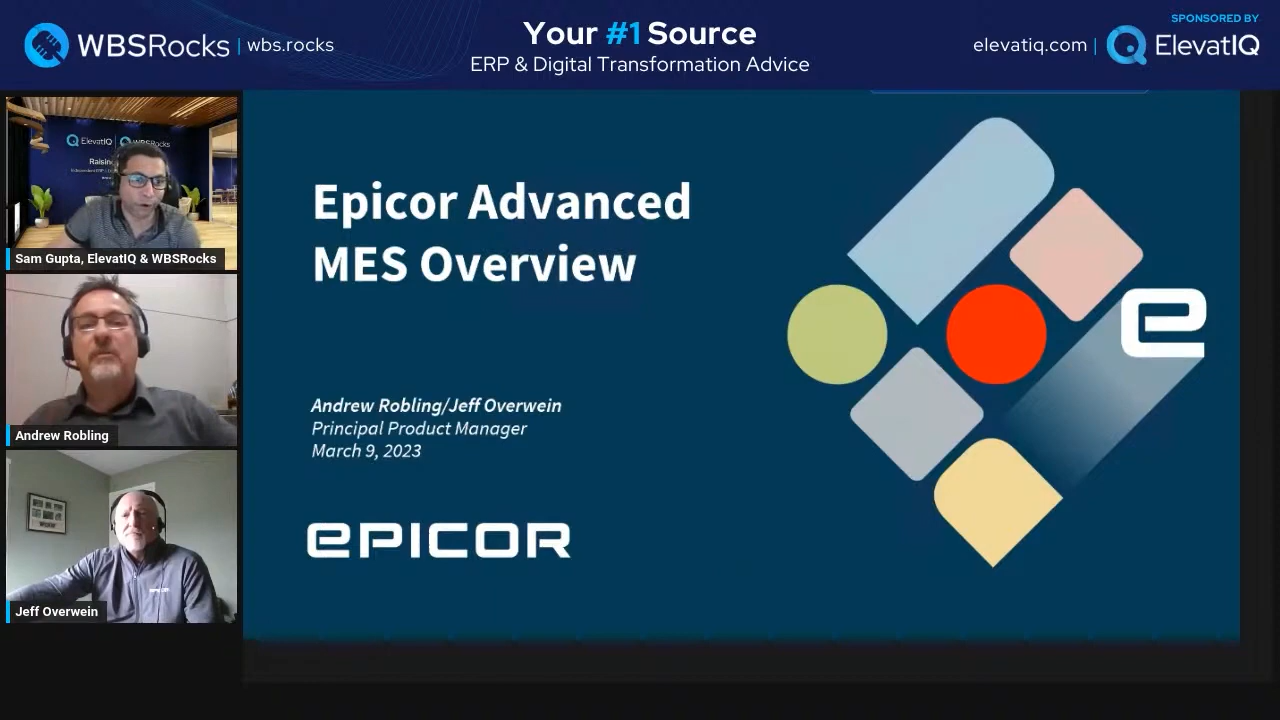 WBSRocks | wbs.rocks
Your #1 Source
ERP & Digital Transformation Advice
SPONSORED BY
elevatiq.com | ElevatIQ
ElevatIQ | WBSRocks
Sam Gupta, ElevatIQ & WBSRocks
Andrew Robling
Jeff Overwein
Epicor Advanced
MES Overview
Andrew Robling/Jeff Overwein
Principal Product Manager
March 9, 2023
epicor
e